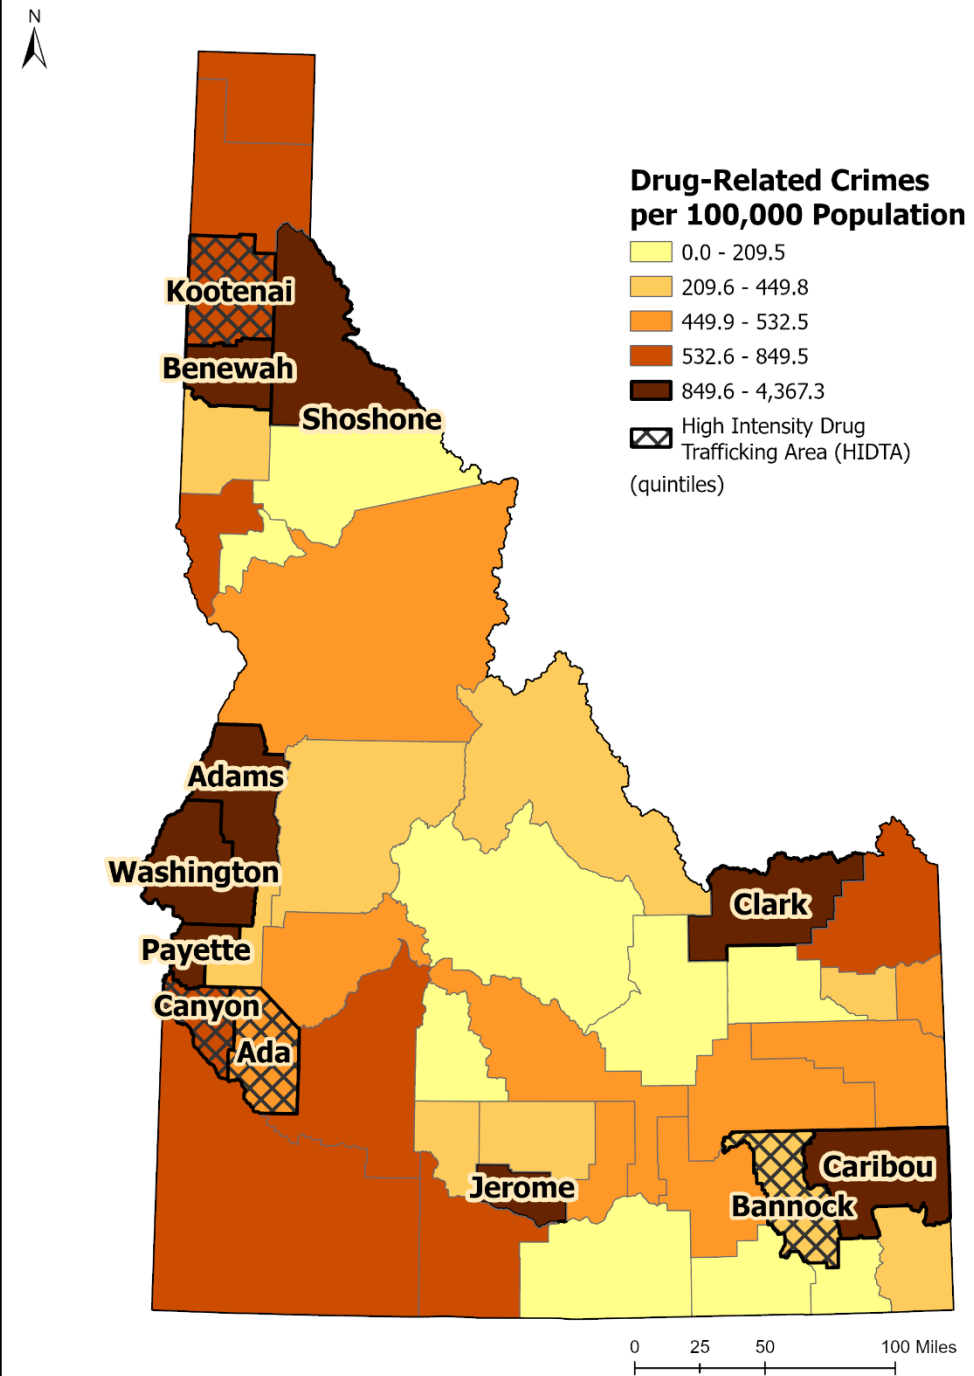 N
Drug-Related Crimes
per 100,000 Population
0.0 - 209.5
209.6 - 449.8
449.9 - 532.5
532.6 - 849.5
849.6 - 4,367.3
High Intensity Drug
Trafficking Area (HIDTA)
(quintiles)
Kootenai
Benewah
Shoshone
Adams
Washington
Clark
Payette
Canyon
Ada
Caribou
Jerome
Bannock
0 25 50 100 Miles